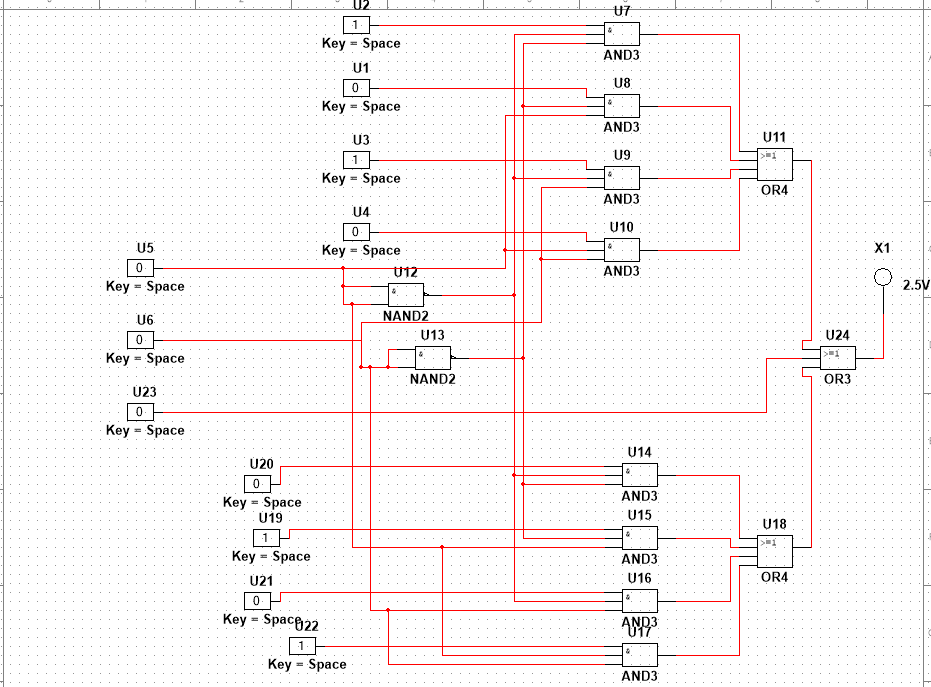 U2
1
Key = Space
U7
&
AND3
U1
0
Key = Space
U8
&
AND3
U3
1
Key = Space
U9
&
AND3
U11
>=1
OR4
U4
0
Key = Space
U10
&
AND3
U5
0
Key = Space
U12
&
NAND2
X1
2.5V
U6
0
Key = Space
U13
&
NAND2
U24
>=1
OR3
U23
0
Key = Space
U20
0
Key = Space
U14
&
AND3
U19
1
Key = Space
U15
&
AND3
U18
>=1
OR4
U21
0
Key = Space
U16
&
AND3
U22
1
Key = Space
U17
&
AND3